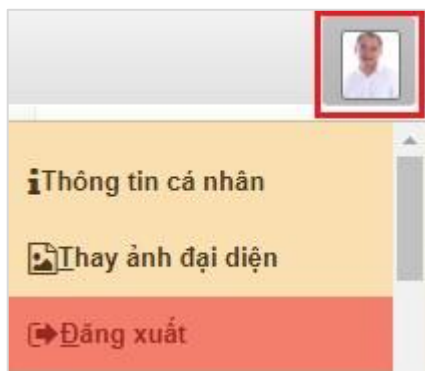 Thông tin cá nhân
Thay ảnh đại diện
Đăng xuất